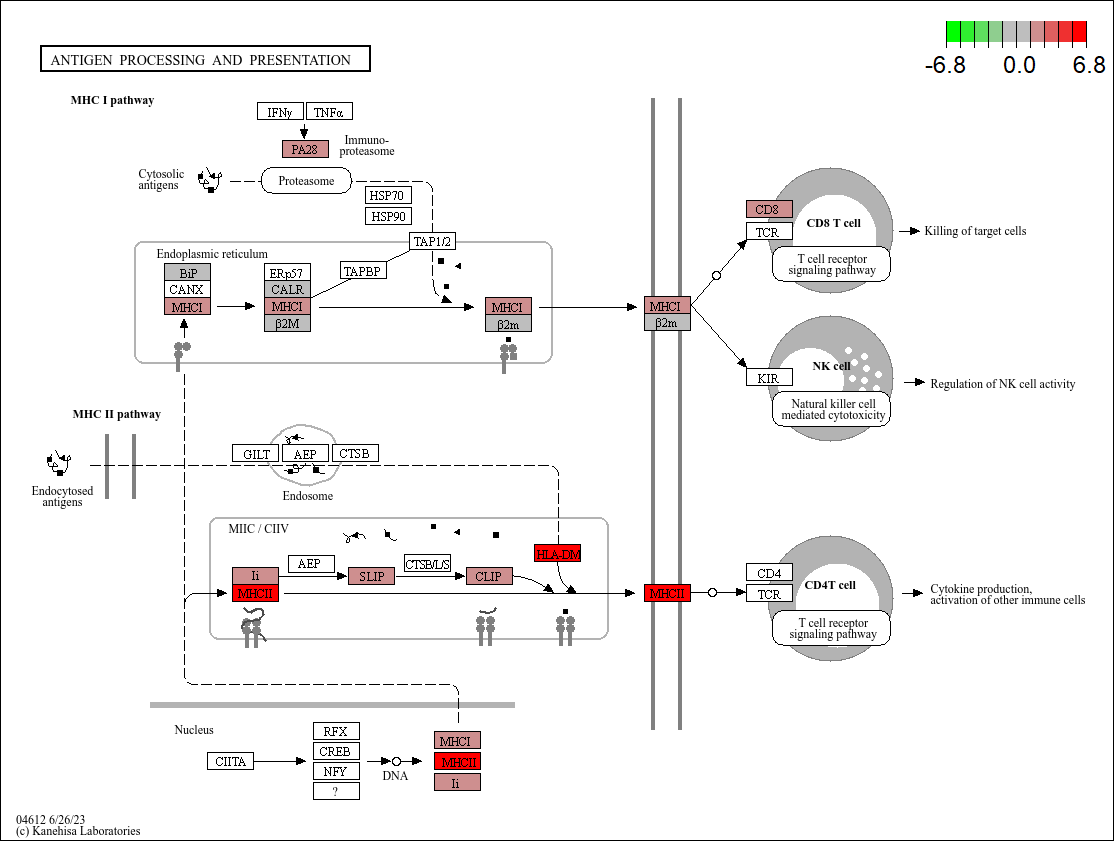 -6.8 0.0 6.8
ANTIGEN PROCESSING AND PRESENTATION
MHC I pathway
IFNγ TNFα
PA28
Immuno-
proteasome
Cytosolic
antigens
Proteasome
HSP70
HSP90
TAP1/2
Endoplasmic reticulum
BiP
CANX
MHCI
ERp57
CALR
MHCI
β2M
TAPBP
MHCI
β2m
MHCI
β2m
CD8
TCR
CD8 T cell
T cell receptor
signaling pathway
Killing of target cells
KIR
NK cell
Natural killer cell
mediated cytotoxicity
Regulation of NK cell activity
MHC II pathway
Endocytosed
antigens
GILT AEP CTSB
Endosome
MIIC / CIIV
Ii
MHCII
AEP
SLIP
CTSB/L/S
CLIP
HLA-DM
MHCII
CD4
TCR
CD4T cell
T cell receptor
signaling pathway
Cytokine production,
activation of other immune cells
Nucleus
CIITA
RFX
CREB
NFY
?
DNA
MHCI
MHCII
Ii
04612 6/26/23
(c) Kanehisa Laboratories